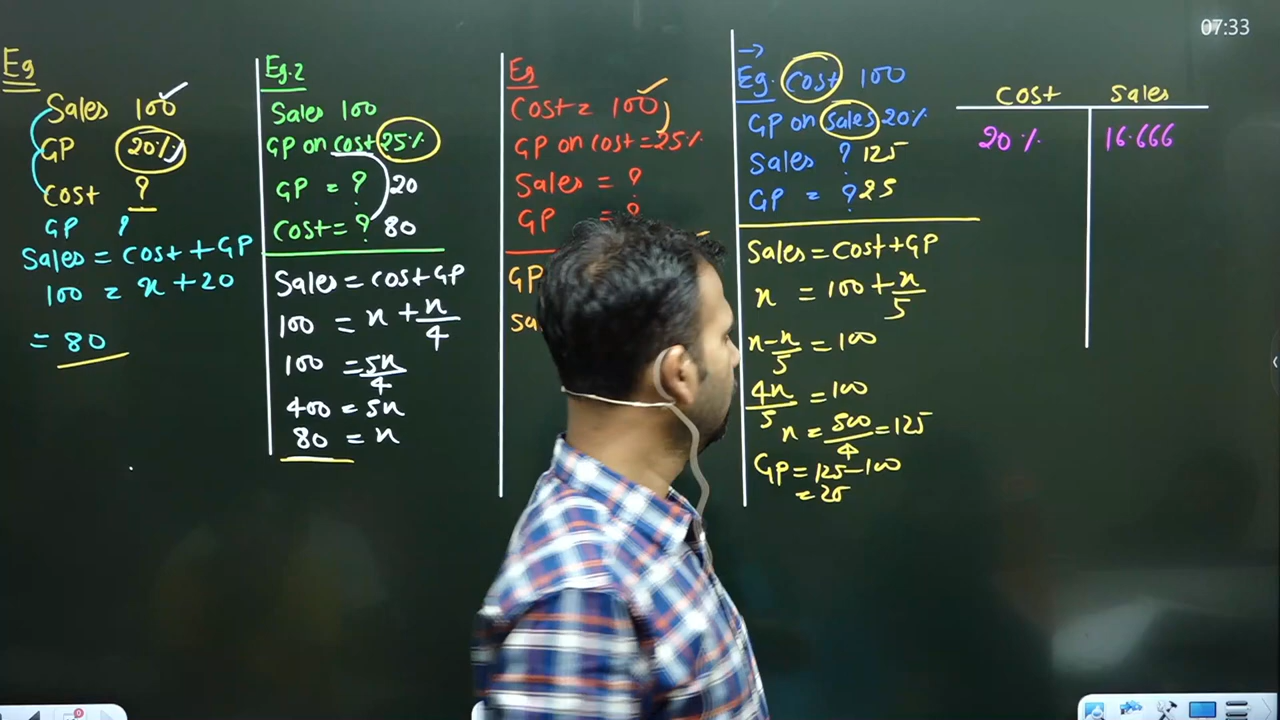 07:33
Eg
Sales 100
GP 20%
Cost ?
GP ?
Sales = Cost + GP
100 = x + 20
= 80
Eg.2
Sales 100
GP on cost 25%
GP = ? 20
Cost = ? 80
Sales = Cost + GP
100 = x + x/4
100 = 5x/4
400 = 5x
80 = x
Eg
Cost = 100
GP on cost = 25%
Sales = ?
GP = ?
GP
Sal
→
Eg. Cost 100
GP on sales 20%
Sales ? 125
GP = ? 25
Sales = Cost + GP
x = 100 + x/5
x - x/5 = 100
4x/5 = 100
x = 500/4 = 125
GP = 125 - 100
= 25
Cost Sales
20% 16.666